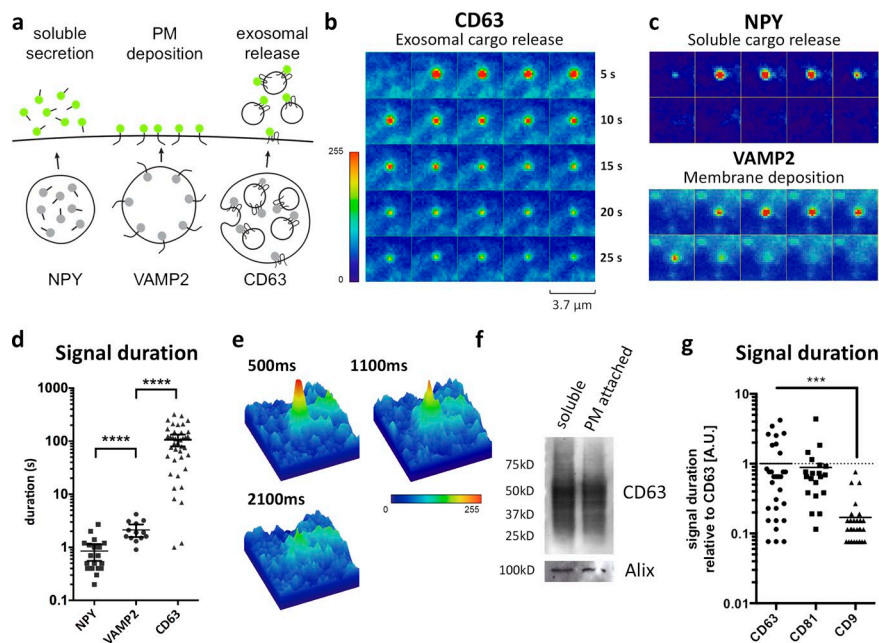 a
soluble
secretion
PM
deposition
exosomal
release
NPY
VAMP2
CD63
b
CD63
Exosomal cargo release
5 s
10 s
15 s
20 s
25 s
255
0
3.7 µm
c
NPY
Soluble cargo release
VAMP2
Membrane deposition
d
Signal duration
****
****
duration (s)
1000
100
10
1
0.1
NPY
VAMP2
CD63
e
500ms
1100ms
2100ms
0
255
f
soluble
PM attached
75kD
50kD
37kD
25kD
CD63
100kD
Alix
g
Signal duration
***
signal duration
relative to CD63 [A.U.]
10
1
0.1
0.01
CD63
CD81
CD9